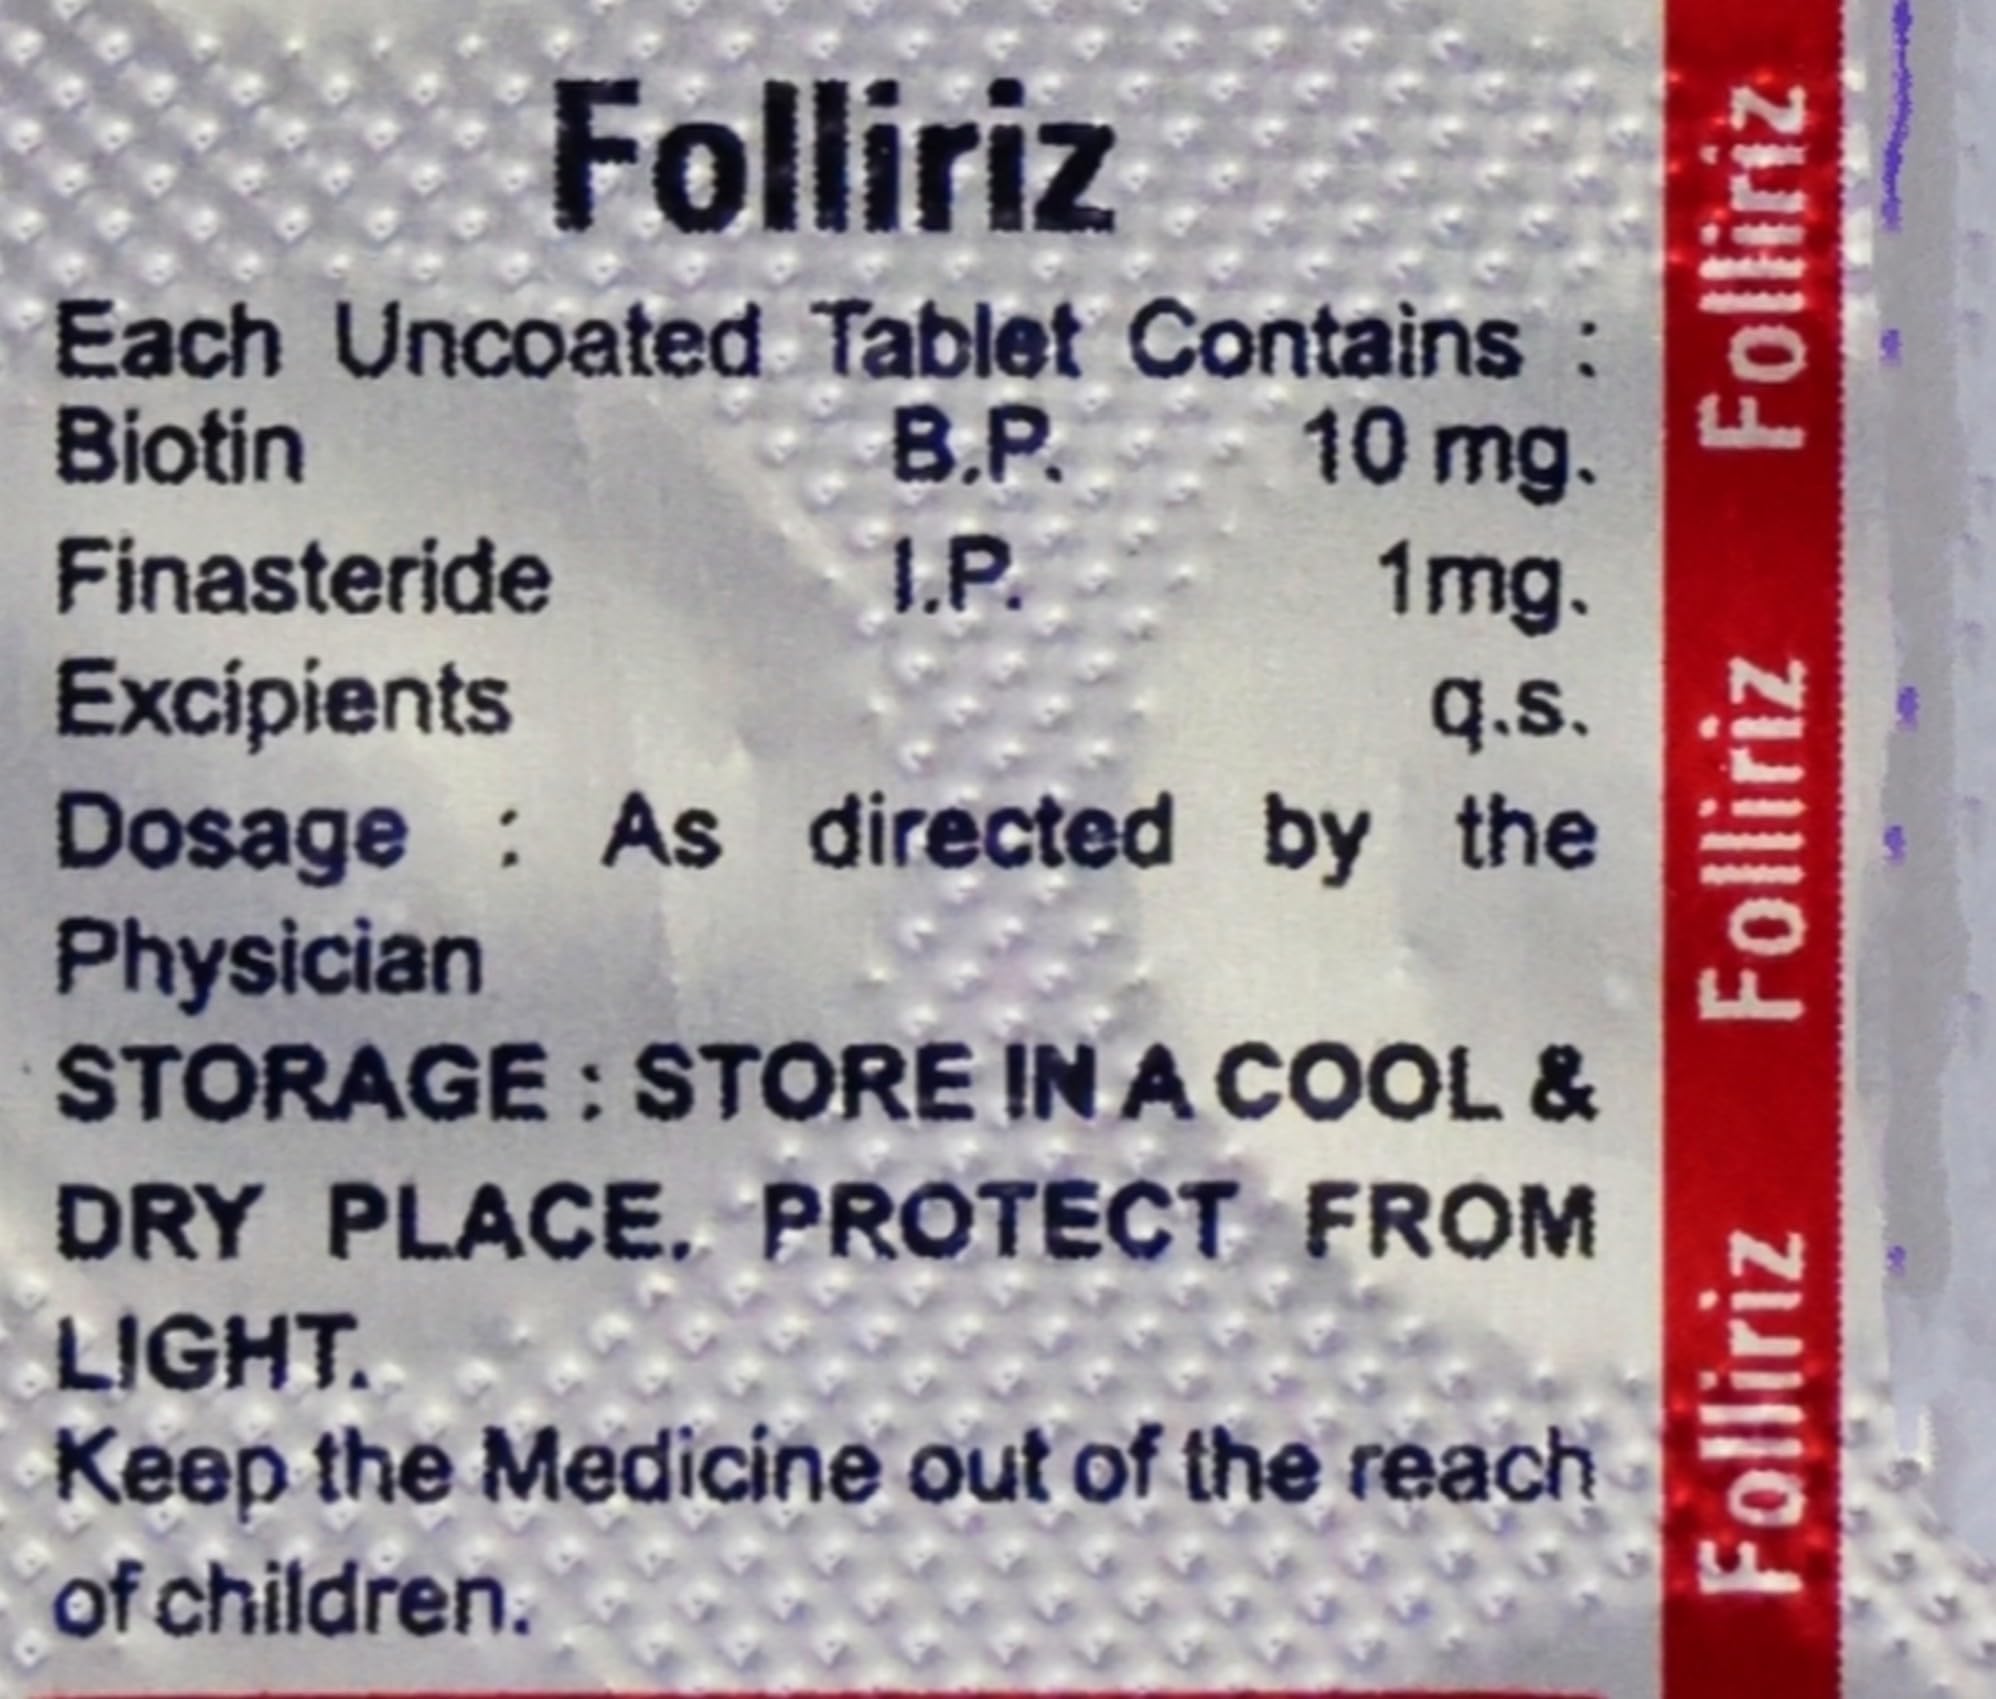 Folliriz
Each Uncoated Tablet Contains :
Biotin B.P. 10 mg.
Finasteride I.P. 1mg.
Excipients q.s.
Dosage : As directed by the
Physician
STORAGE : STORE IN A COOL &
DRY PLACE. PROTECT FROM
LIGHT.
Keep the Medicine out of the reach
of children.
Folliriz
Folliriz
Folliriz